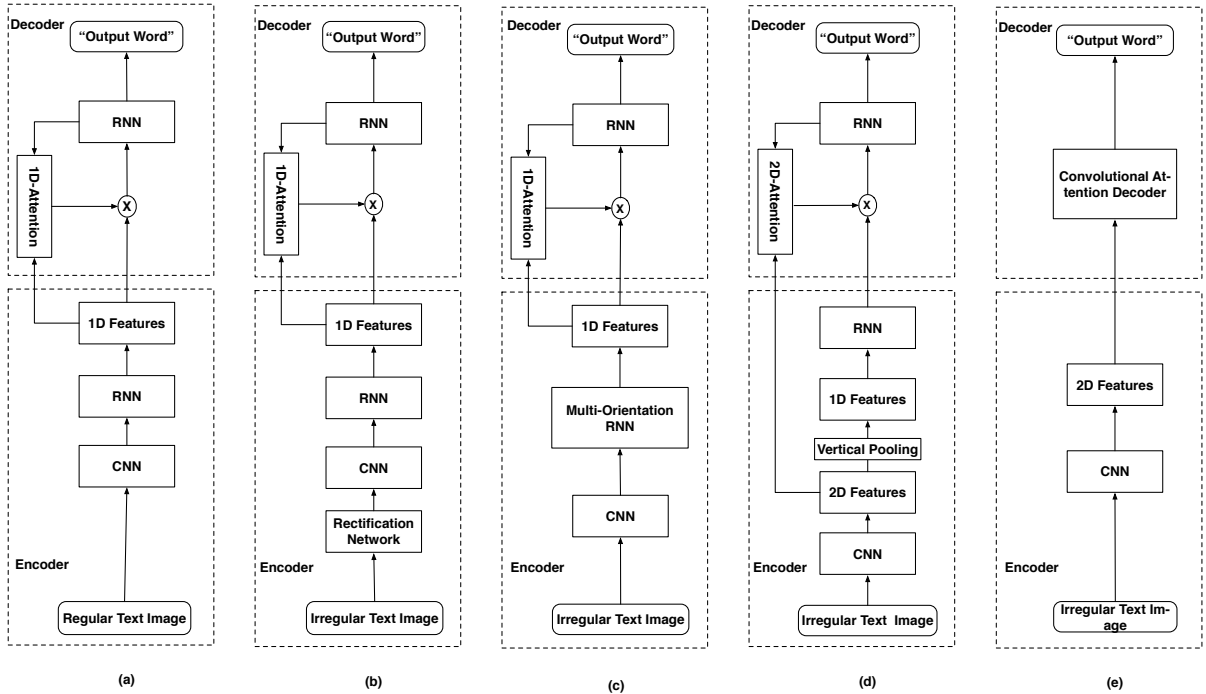 Decoder
“Output Word”
RNN
1D-Attention
X
1D Features
RNN
CNN
Encoder
Regular Text Image
(a)
Decoder
“Output Word”
RNN
1D-Attention
X
1D Features
RNN
CNN
Rectification
Network
Encoder
Irregular Text Image
(b)
Decoder
“Output Word”
RNN
1D-Attention
X
1D Features
Multi-Orientation
RNN
CNN
Encoder
Irregular Text Image
(c)
Decoder
“Output Word”
RNN
2D-Attention
X
RNN
1D Features
Vertical Pooling
2D Features
CNN
Encoder
Irregular Text Image
(d)
Decoder
“Output Word”
Convolutional At-
tention Decoder
2D Features
CNN
Encoder
Irregular Text Im-
age
(e)